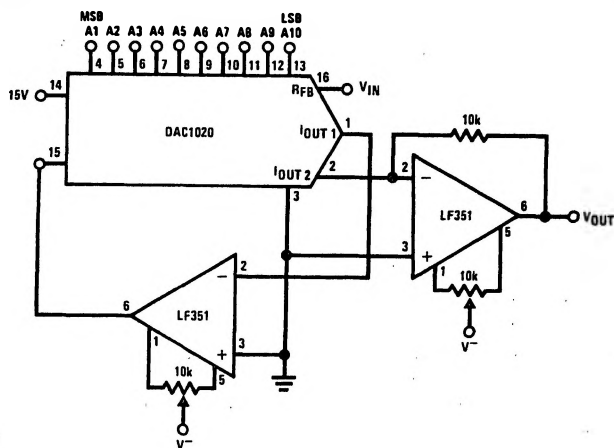 MSB LSB
A1 A2 A3 A4 A5 A6 A7 A8 A9 A10
4 5 6 7 8 9 10 11 12 13
15V 14
RFB 16 VIN
DAC1020
IOUT 1 1
15
IOUT 2 2
3
10k
2 −
LF351 6 VOUT
3 +
5
1
10k
V−
− 2
6 LF351
1
+ 3
10k 5
V−